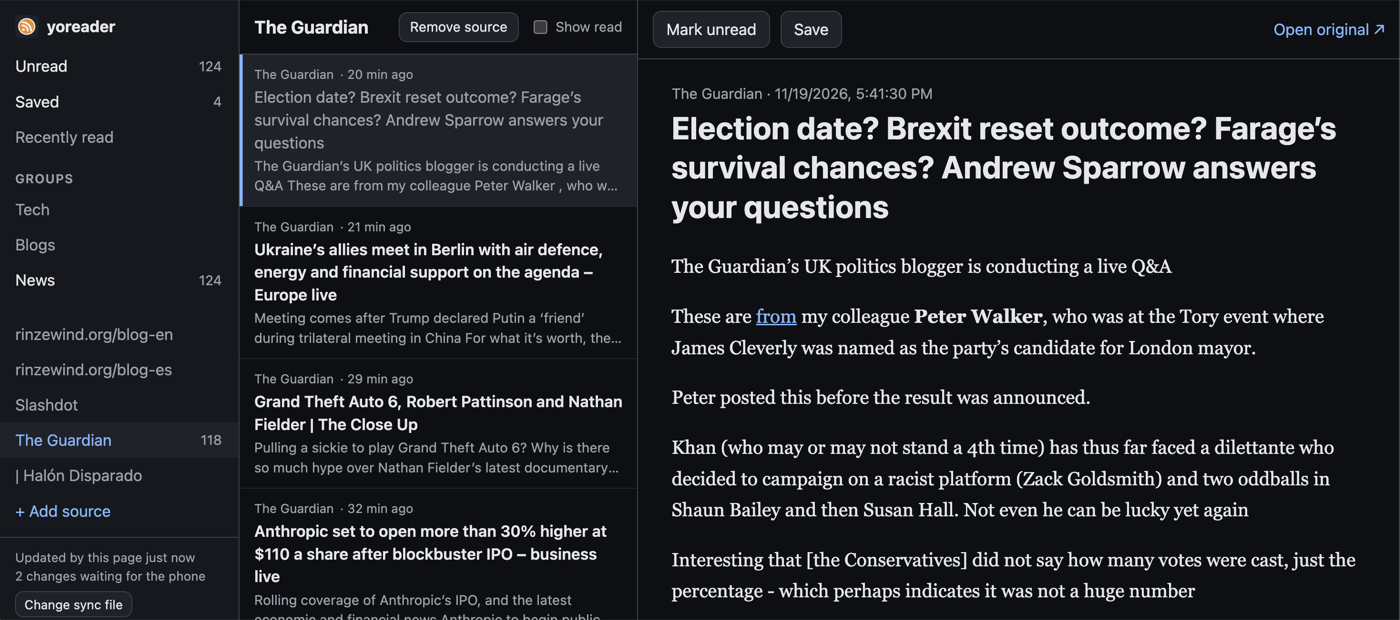 yoreader
Unread 124
Saved 4
Recently read
GROUPS
Tech
Blogs
News 124
rinzewind.org/blog-en
rinzewind.org/blog-es
Slashdot
The Guardian 118
| Halón Disparado
+ Add source
Updated by this page just now
2 changes waiting for the phone
Change sync file
The Guardian Remove source Show read
The Guardian · 20 min ago
Election date? Brexit reset outcome? Farage’s
survival chances? Andrew Sparrow answers your
questions
The Guardian’s UK politics blogger is conducting a live
Q&A These are from my colleague Peter Walker , who w...
The Guardian · 21 min ago
Ukraine’s allies meet in Berlin with air defence,
energy and financial support on the agenda –
Europe live
Meeting comes after Trump declared Putin a ‘friend’
during trilateral meeting in China For what it’s worth, the...
The Guardian · 29 min ago
Grand Theft Auto 6, Robert Pattinson and Nathan
Fielder | The Close Up
Pulling a sickie to play Grand Theft Auto 6? Why is there
so much hype over Nathan Fielder’s latest documentary...
The Guardian · 32 min ago
Anthropic set to open more than 30% higher at
$110 a share after blockbuster IPO – business
live
Rolling coverage of Anthropic’s IPO, and the latest
economic and financial news Anthropic to begin public
Mark unread Save Open original ↗
The Guardian · 11/19/2026, 5:41:30 PM
Election date? Brexit reset outcome? Farage’s
survival chances? Andrew Sparrow answers
your questions
The Guardian’s UK politics blogger is conducting a live Q&A
These are from my colleague Peter Walker, who was at the Tory event where
James Cleverly was named as the party’s candidate for London mayor.
Peter posted this before the result was announced.
Khan (who may or may not stand a 4th time) has thus far faced a dilettante who
decided to campaign on a racist platform (Zack Goldsmith) and two oddballs in
Shaun Bailey and then Susan Hall. Not even he can be lucky yet again
Interesting that [the Conservatives] did not say how many votes were cast, just the
percentage - which perhaps indicates it was not a huge number